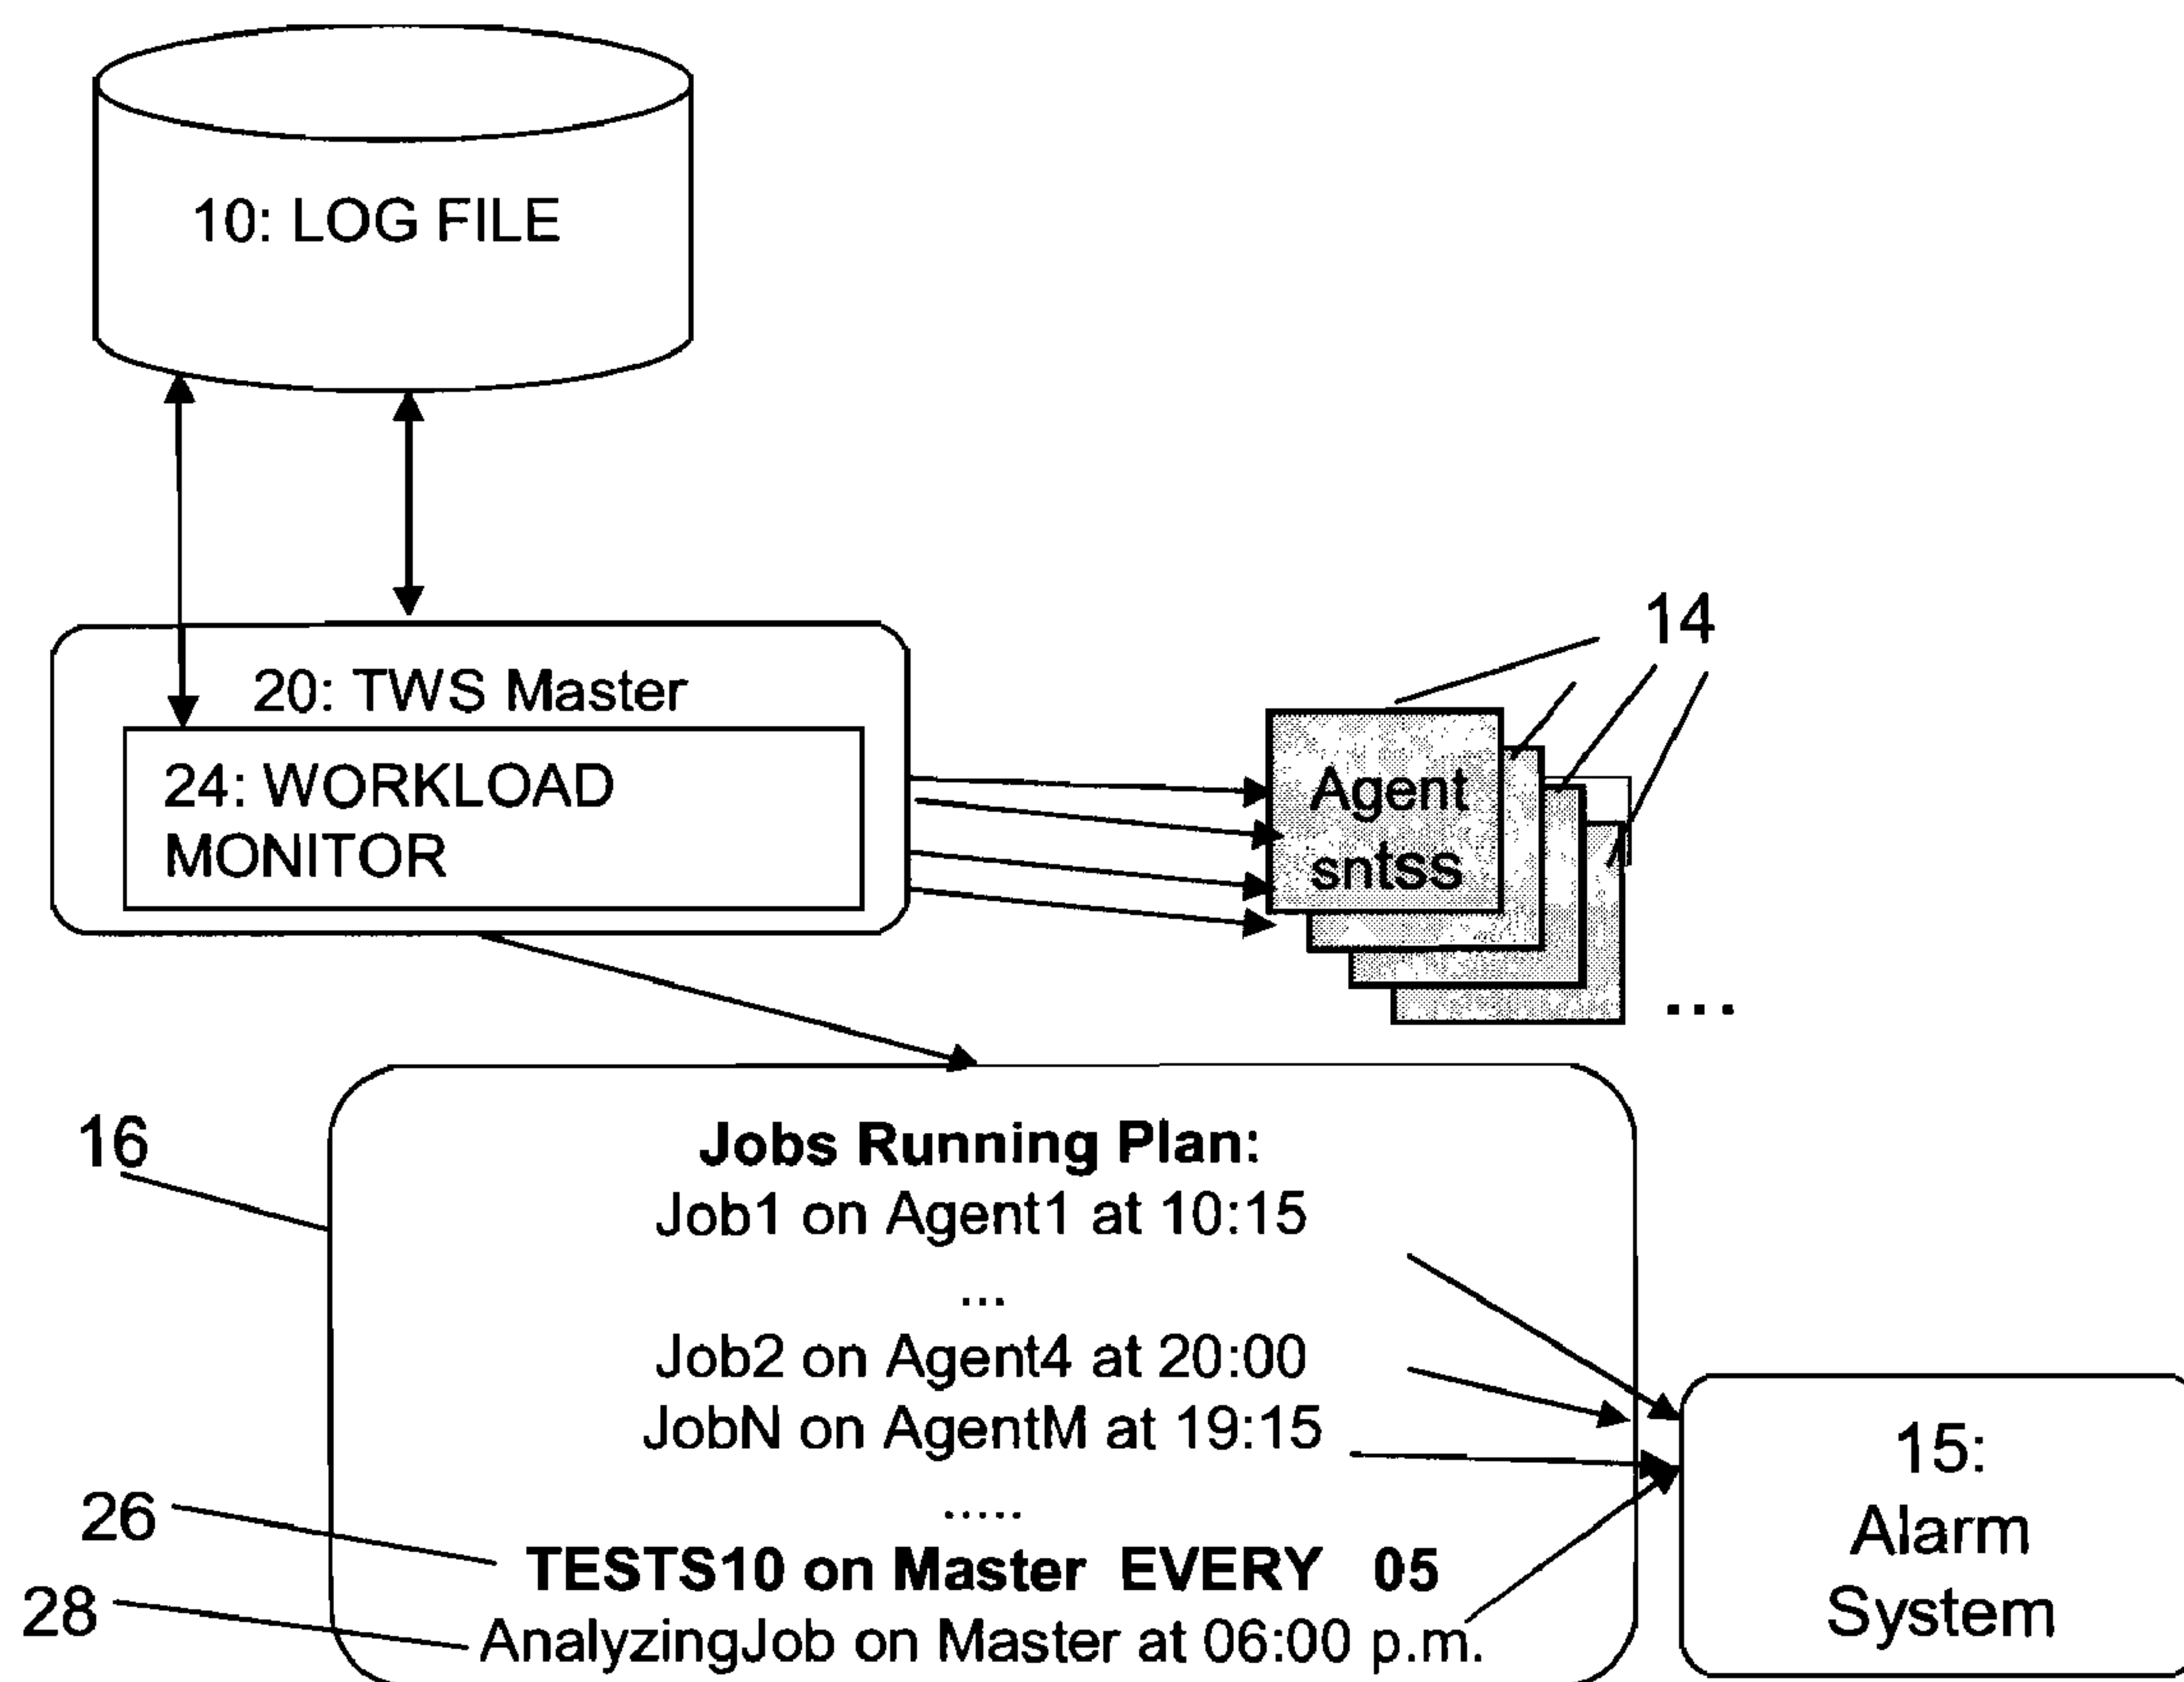 10: LOG FILE
20: TWS Master
24: WORKLOAD
MONITOR
14
Agent
sntss
...
16
Jobs Running Plan:
Job1 on Agent1 at 10:15
...
Job2 on Agent4 at 20:00
JobN on AgentM at 19:15
.....
26
TESTS10 on Master EVERY 05
28
AnalyzingJob on Master at 06:00 p.m.
15:
Alarm
System